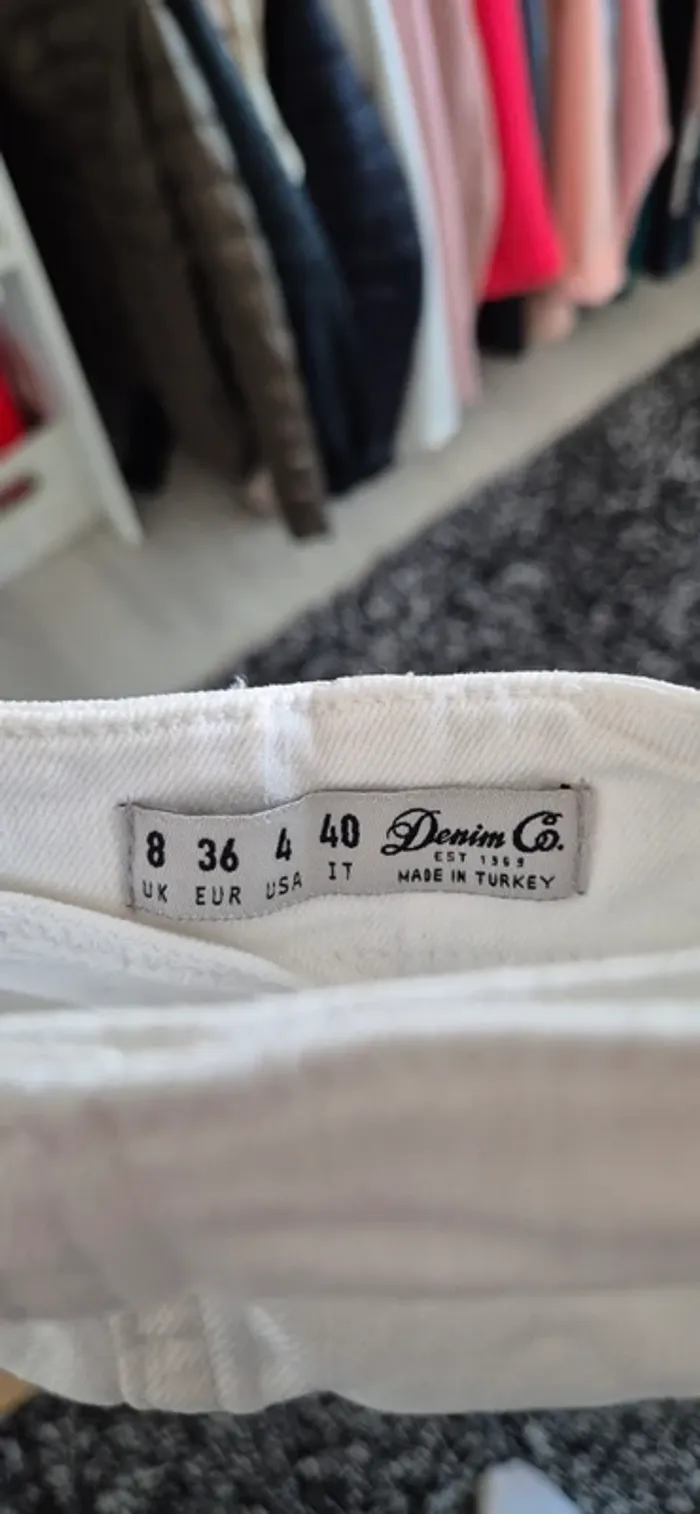 8 36 4 40 Denim Co.
UK EUR USA IT EST 1969
MADE IN TURKEY